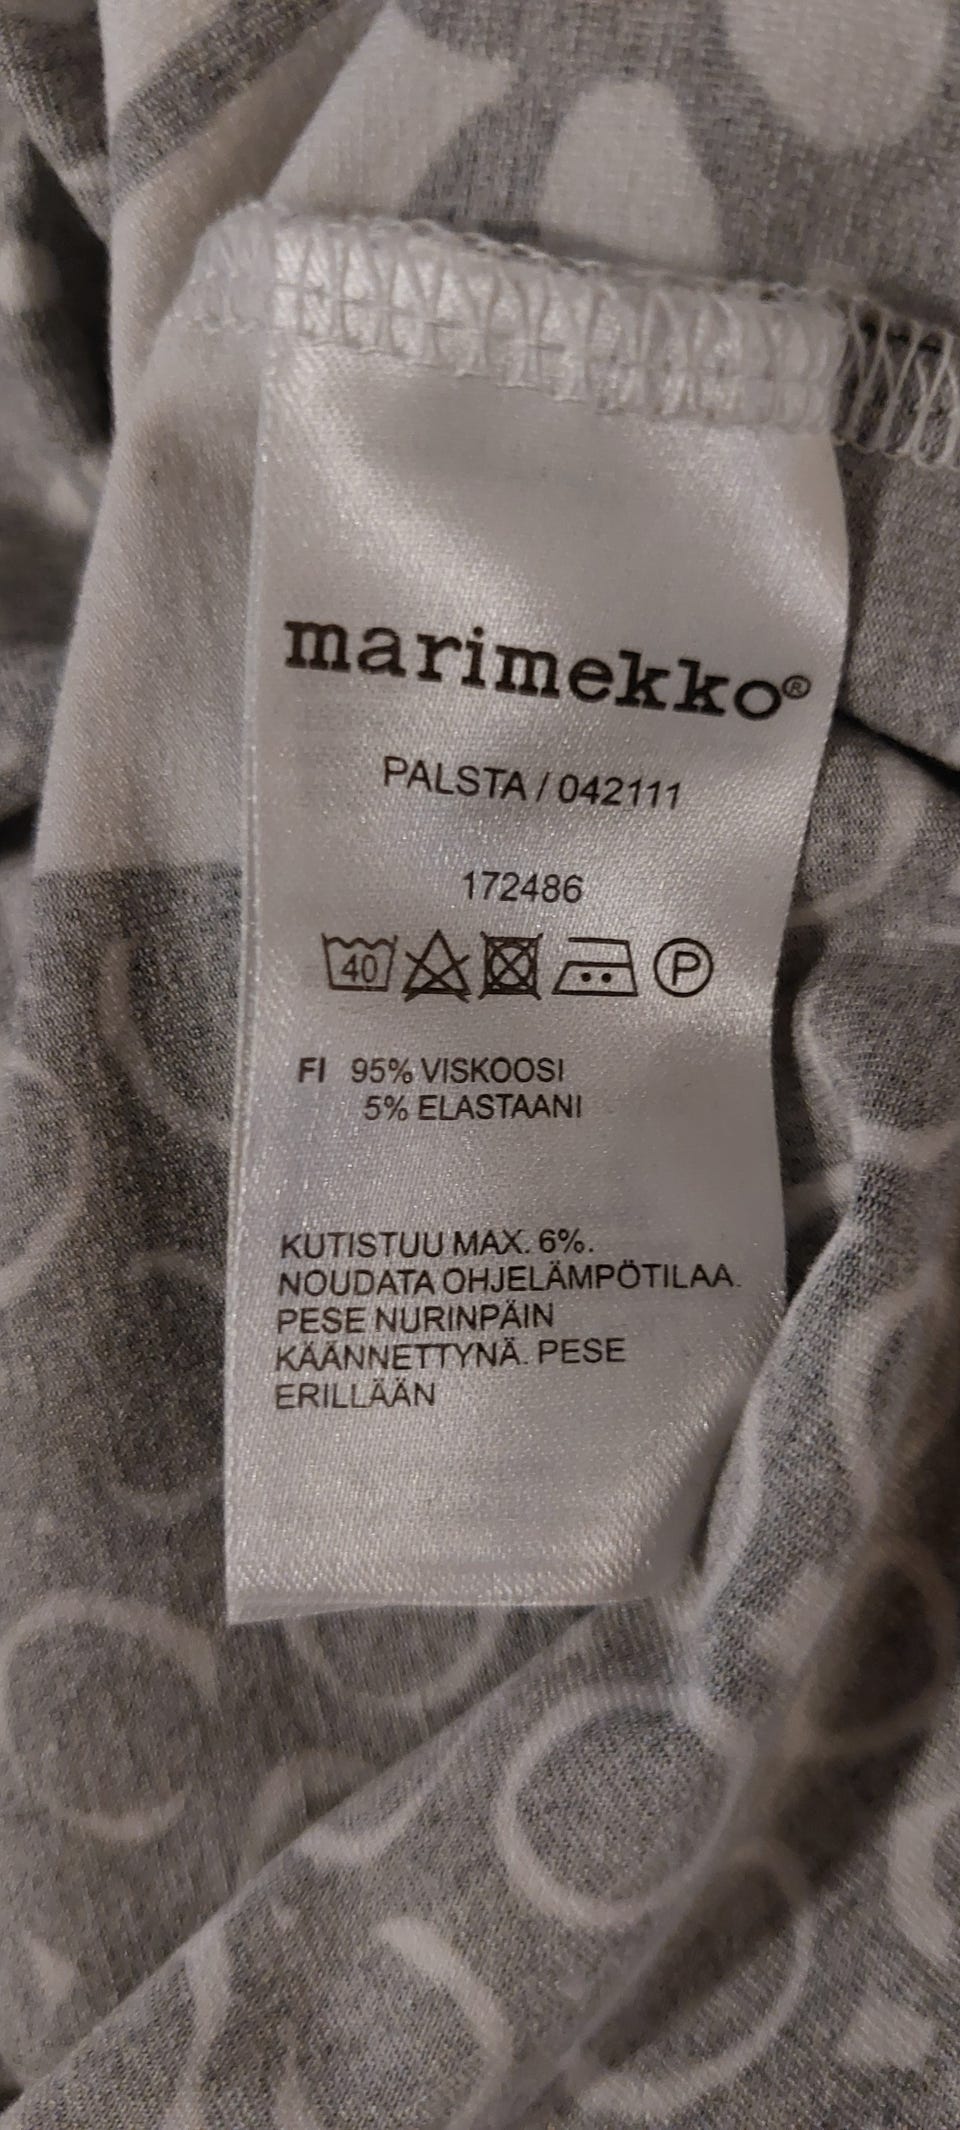 marimekko®
PALSTA / 042111
172486
40 P
FI 95% VISKOOSI
5% ELASTAANI
KUTISTUU MAX. 6%.
NOUDATA OHJELÄMPÖTILAA.
PESE NURINPÄIN
KÄÄNNETTYNÄ. PESE
ERILLÄÄN